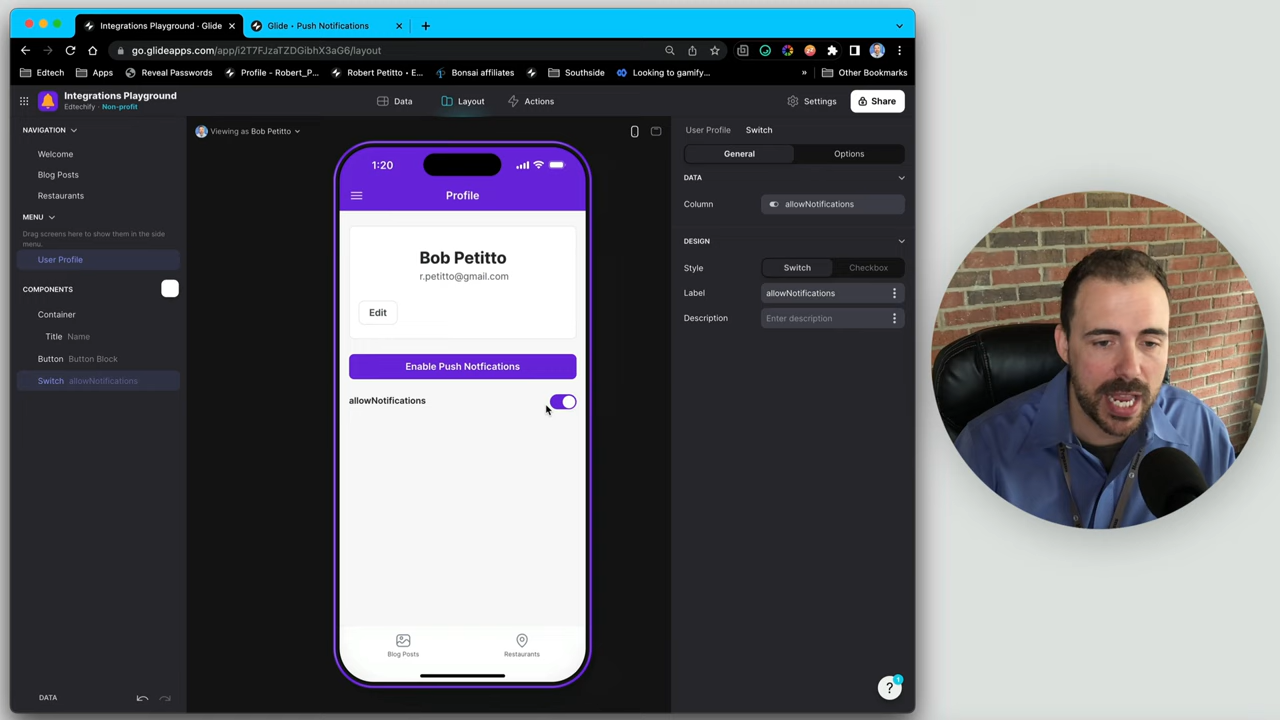 Integrations Playground · Glide
Glide • Push Notifications
go.glideapps.com/app/i2T7FJzaTZDGibhX3aG6/layout
Edtech
Apps
Reveal Passwords
Profile - Robert_P...
Robert Petitto • E...
Bonsai affiliates
Southside
Looking to gamify...
»
Other Bookmarks
Integrations Playground
Edtechify · Non-profit
Data
Layout
Actions
Settings
Share
NAVIGATION
Welcome
Blog Posts
Restaurants
MENU
Drag screens here to show them in the side
menu.
User Profile
COMPONENTS
Container
Title Name
Button Button Block
Switch allowNotifications
DATA
Viewing as Bob Petitto
1:20
Profile
Bob Petitto
r.petitto@gmail.com
Edit
Enable Push Notfications
allowNotifications
Blog Posts
Restaurants
User Profile
Switch
General
Options
DATA
Column
allowNotifications
DESIGN
Style
Switch
Checkbox
Label
allowNotifications
Description
Enter description
?
1